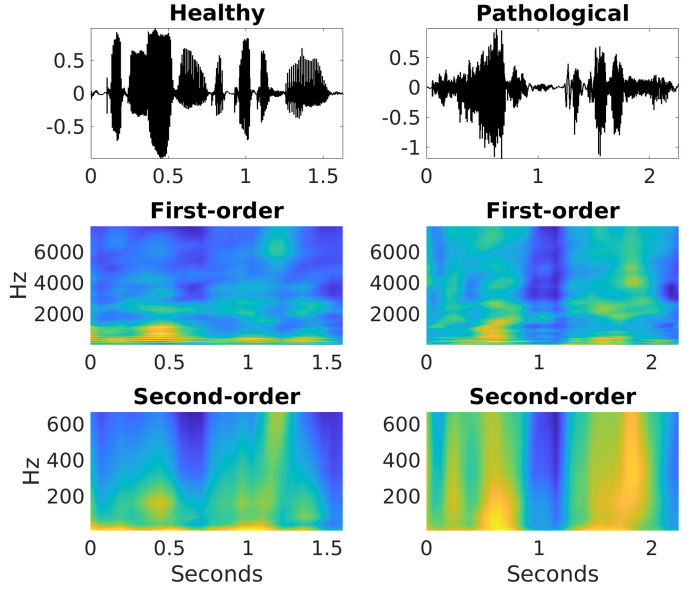 Healthy Pathological
0.5 0.5
0 0
-0.5 -0.5
-1
0 0.5 1 1.5 0 1 2
First-order First-order
6000 6000
Hz 4000 4000
2000 2000
0 0.5 1 1.5 0 1 2
Second-order Second-order
600 600
Hz 400 400
200 200
0 0.5 1 1.5 0 1 2
Seconds Seconds